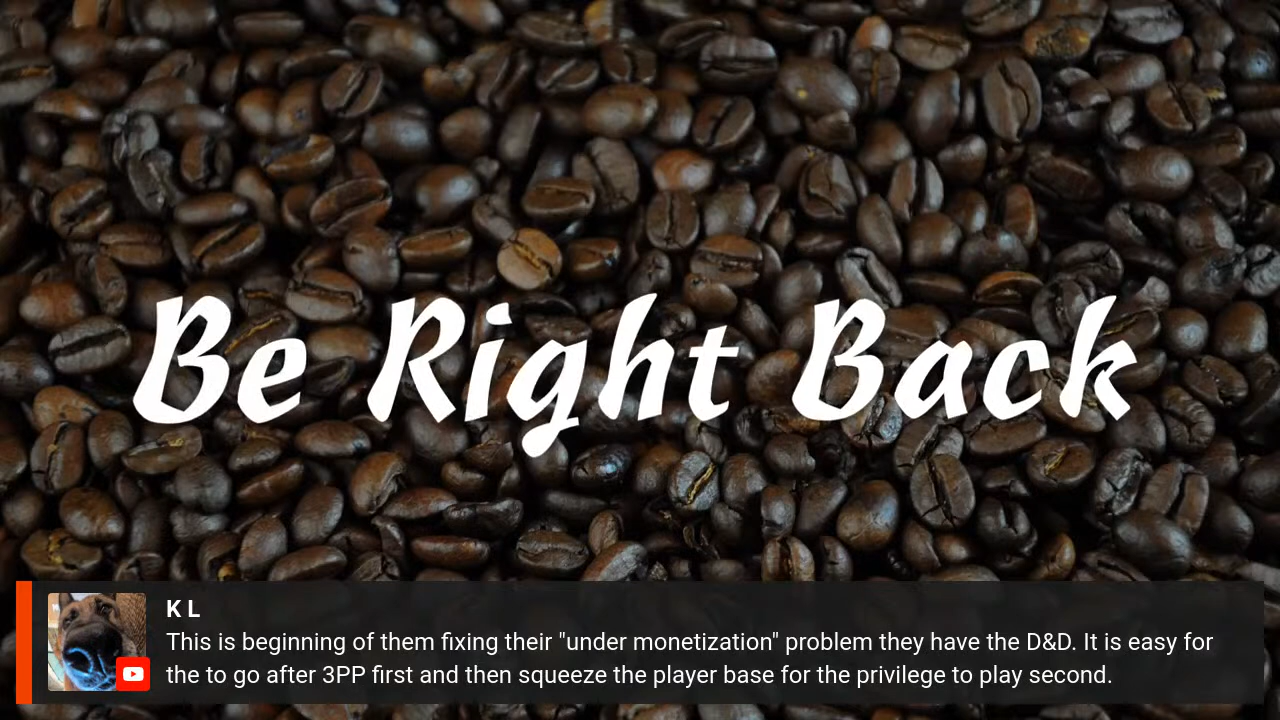 Be Right Back
K L
This is beginning of them fixing their "under monetization" problem they have the D&D. It is easy for
the to go after 3PP first and then squeeze the player base for the privilege to play second.